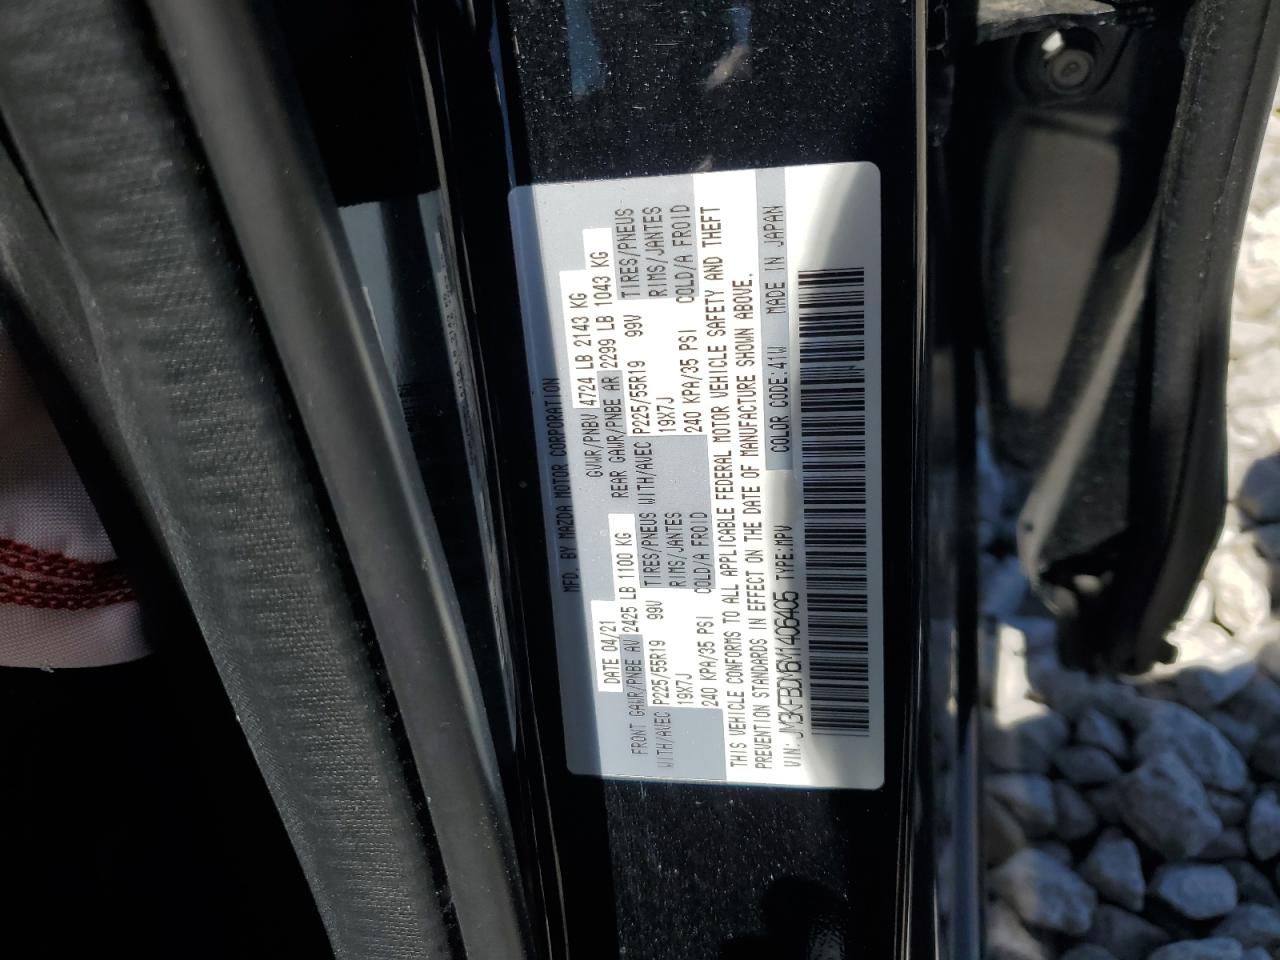 MFD. BY MAZDA MOTOR CORPORATION
DATE 04/21 GVWR/PNBV 4724 LB 2143 KG
FRONT GAWR/PNBE AV 2425 LB 1100 KG REAR GAWR/PNBE AR 2299 LB 1043 KG
WITH/AVEC P225/55R19 99V TIRES/PNEUS WITH/AVEC P225/55R19 99V TIRES/PNEUS
19X7J RIMS/JANTES 19X7J RIMS/JANTES
240 KPA/35 PSI COLD/A FROID 240 KPA/35 PSI COLD/A FROID
THIS VEHICLE CONFORMS TO ALL APPLICABLE FEDERAL MOTOR VEHICLE SAFETY AND THEFT
PREVENTION STANDARDS IN EFFECT ON THE DATE OF MANUFACTURE SHOWN ABOVE.
VIN: JM3KFBDM6M1406405 TYPE:MPV COLOR CODE:41W MADE IN JAPAN